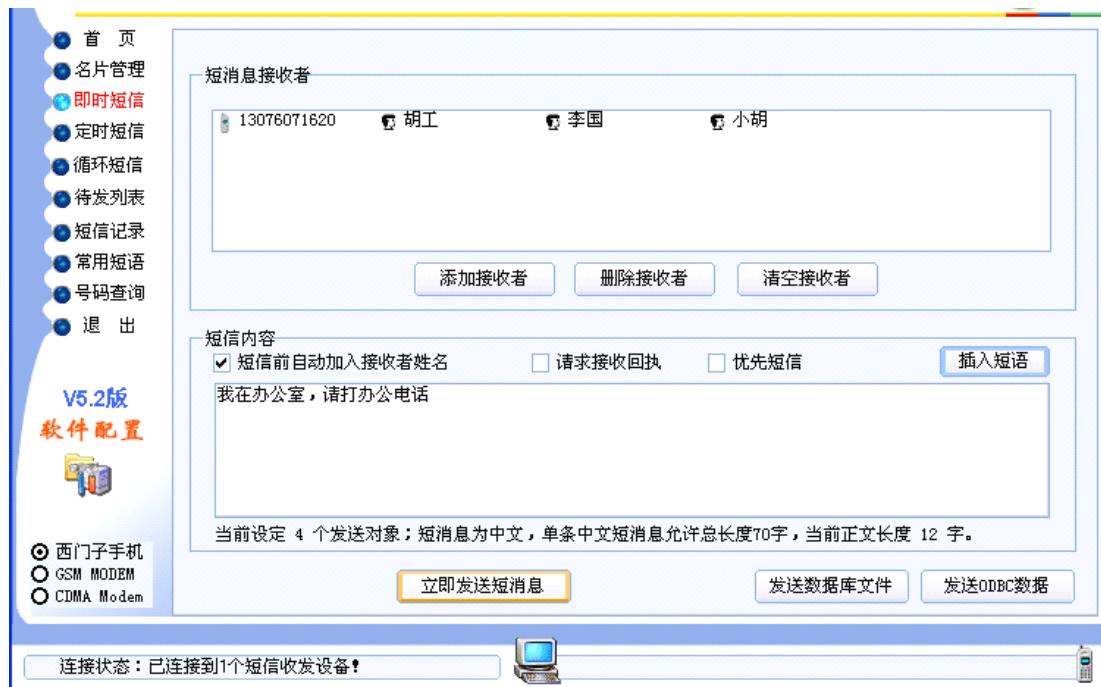 首 页
名片管理
即时短信
定时短信
循环短信
待发列表
短信记录
常用短语
号码查询
退 出
V5.2版
软件配置
西门子手机
GSM MODEM
CDMA Modem
短消息接收者
13076071620 胡工 李国 小胡
添加接收者 删除接收者 清空接收者
短信内容
短信前自动加入接收者姓名 请求接收回执 优先短信 插入短语
我在办公室，请打办公电话
当前设定 4 个发送对象；短消息为中文，单条中文短消息允许总长度70字，当前正文长度 12 字。
立即发送短消息 发送数据库文件 发送ODBC数据
连接状态：已连接到1个短信收发设备！